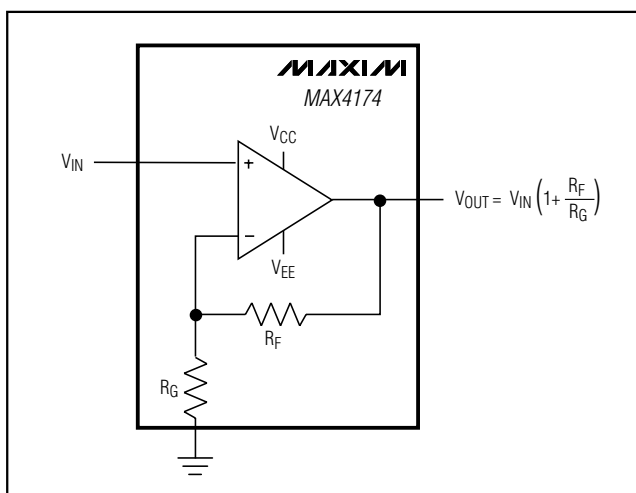 MAXIM
MAX4174
VCC
VIN
+
VOUT = VIN (1+ RF/RG)
−
VEE
RF
RG